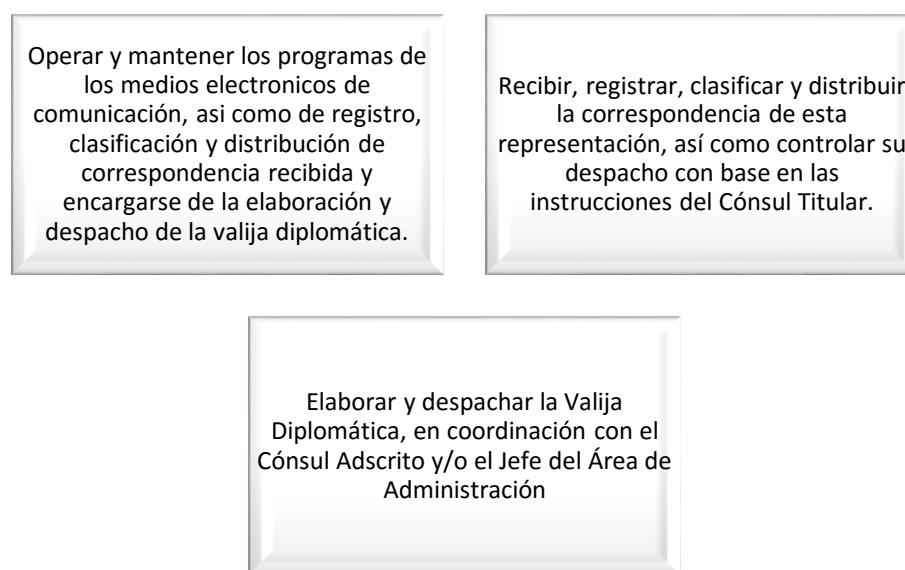 Operar y mantener los programas de
los medios electronicos de
comunicación, asi como de registro,
clasificación y distribución de
correspondencia recibida y
encargarse de la elaboración y
despacho de la valija diplomática.
Recibir, registrar, clasificar y distribuir
la correspondencia de esta
representación, así como controlar su
despacho con base en las
instrucciones del Cónsul Titular.
Elaborar y despachar la Valija
Diplomática, en coordinación con el
Cónsul Adscrito y/o el Jefe del Área de
Administración